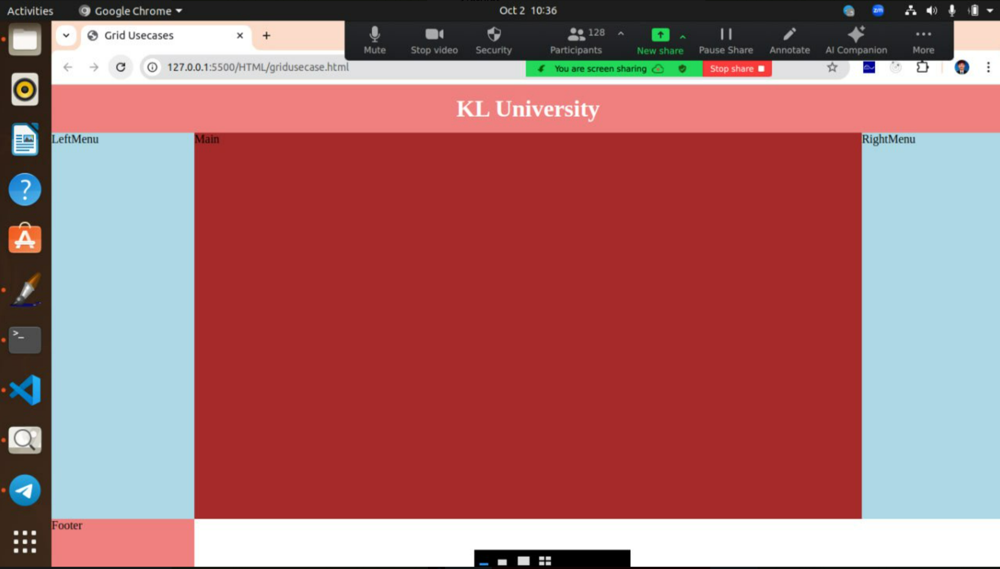 Activities
Google Chrome
Oct 2 10:36
zm
Grid Usecases
Mute
Stop video
Security
128
Participants
New share
Pause Share
Annotate
AI Companion
More
127.0.0.1:5500/HTML/gridusecase.html
You are screen sharing
Stop share
KL University
LeftMenu
Main
RightMenu
Footer